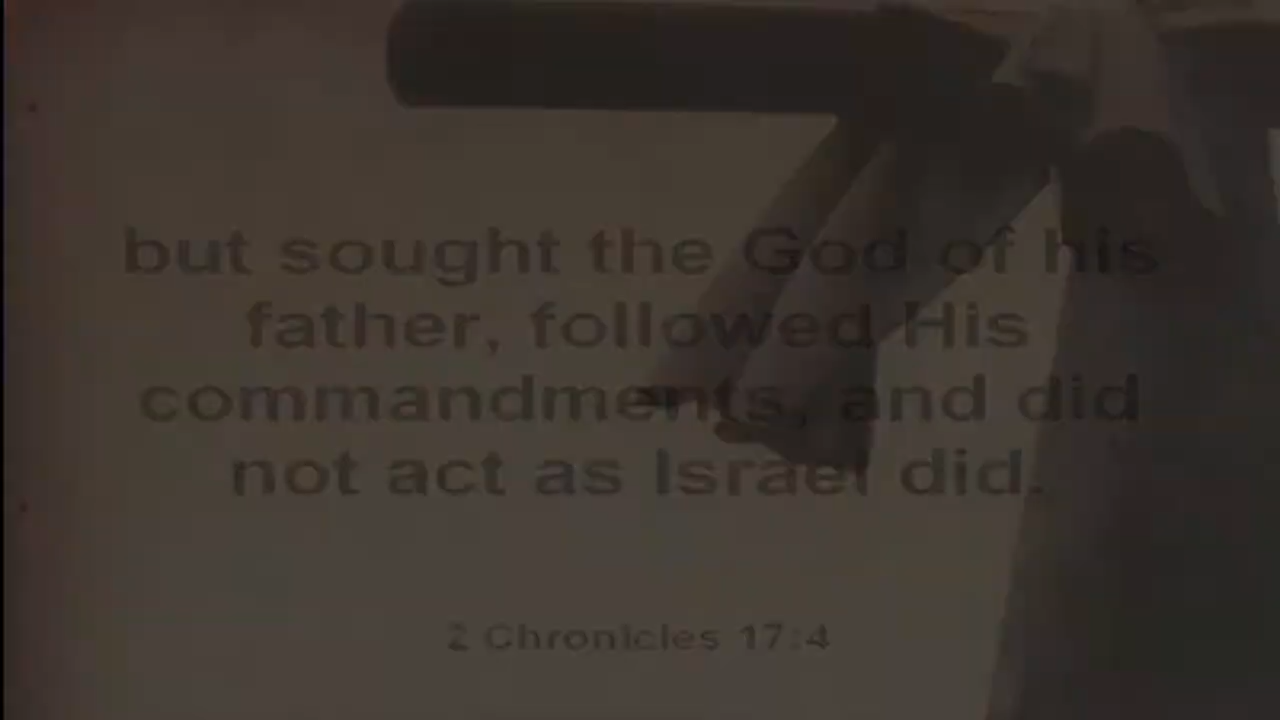 but sought the God of his
father, followed His
commandments, and did
not act as Israel did.
2 Chronicles 17:4